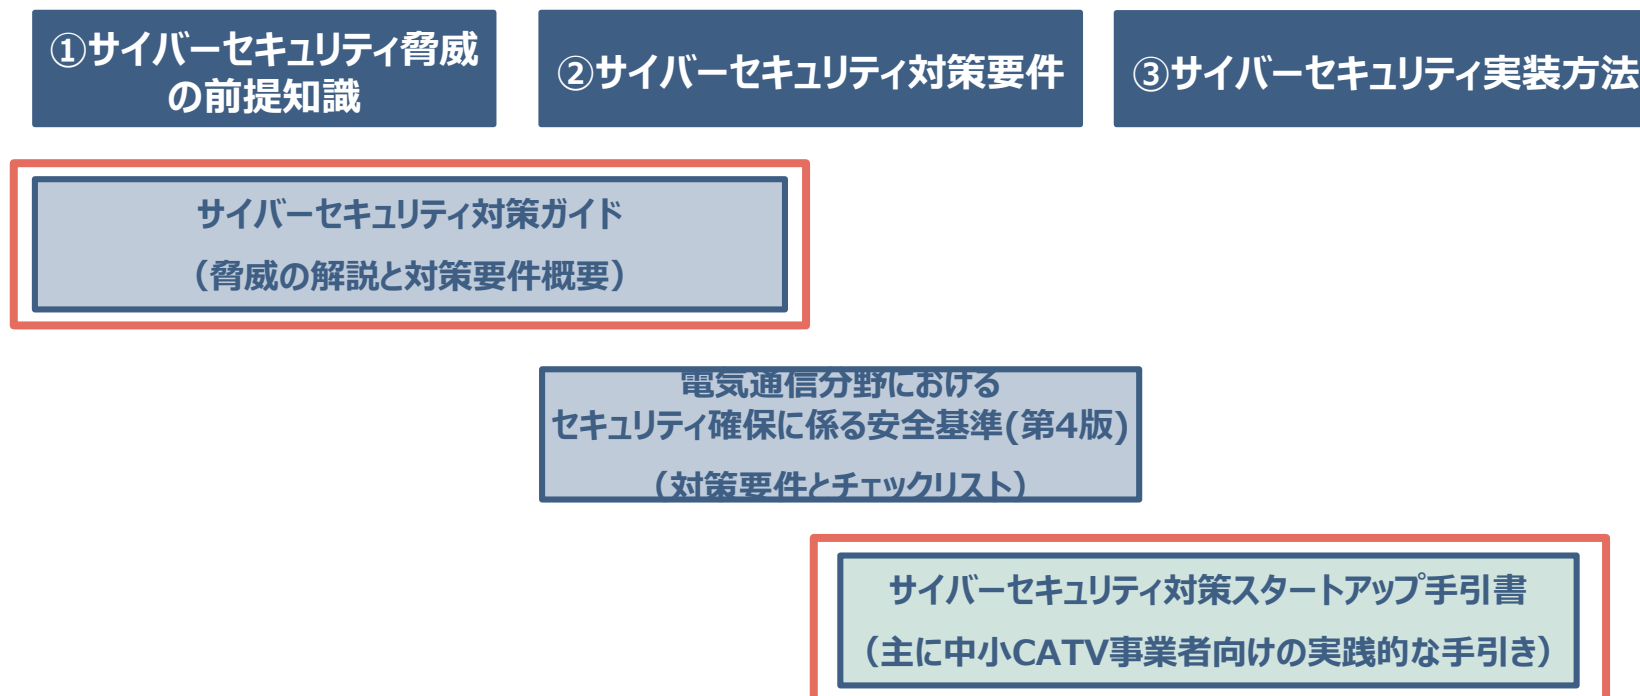 ①サイバーセキュリティ脅威
の前提知識
②サイバーセキュリティ対策要件
③サイバーセキュリティ実装方法
サイバーセキュリティ対策ガイド
（脅威の解説と対策要件概要）
電気通信分野における
セキュリティ確保に係る安全基準(第4版)
（対策要件とチェックリスト）
サイバーセキュリティ対策スタートアップ手引書
（主に中小CATV事業者向けの実践的な手引き）